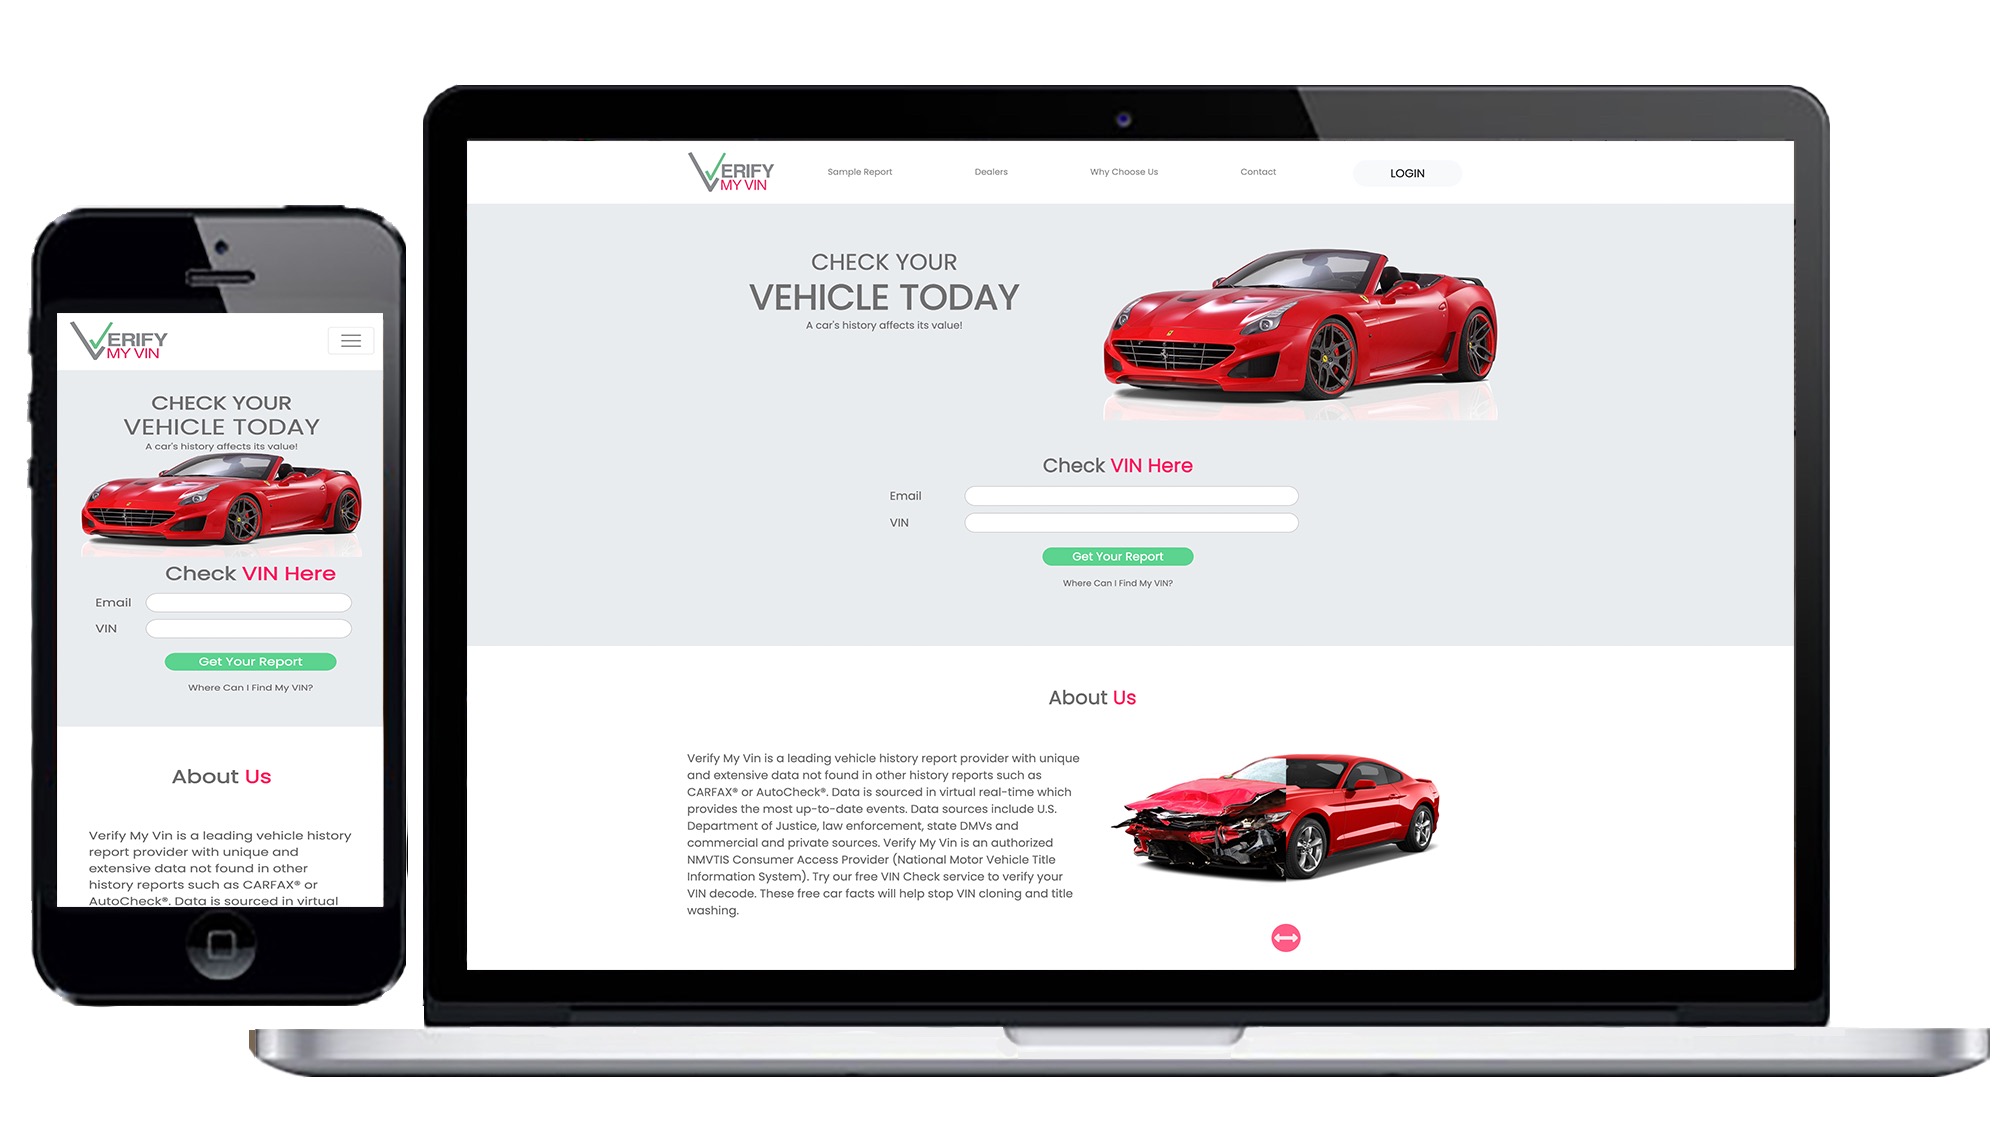 VERIFY
MY VIN
CHECK YOUR
VEHICLE TODAY
A car's history affects its value!
Check VIN Here
Email
VIN
Get Your Report
Where Can I Find My VIN?
About Us
Verify My Vin is a leading vehicle history
report provider with unique and
extensive data not found in other
history reports such as CARFAX® or
AutoCheck®. Data is sourced in virtual
VERIFY
MY VIN
Sample Report
Dealers
Why Choose Us
Contact
LOGIN
CHECK YOUR
VEHICLE TODAY
A car's history affects its value!
Check VIN Here
Email
VIN
Get Your Report
Where Can I Find My VIN?
About Us
Verify My Vin is a leading vehicle history report provider with unique
and extensive data not found in other history reports such as
CARFAX® or AutoCheck®. Data is sourced in virtual real-time which
provides the most up-to-date events. Data sources include U.S.
Department of Justice, law enforcement, state DMVs and
commercial and private sources. Verify My Vin is an authorized
NMVTIS Consumer Access Provider (National Motor Vehicle Title
Information System). Try our free VIN Check service to verify your
VIN decode. These free car facts will help stop VIN cloning and title
washing.